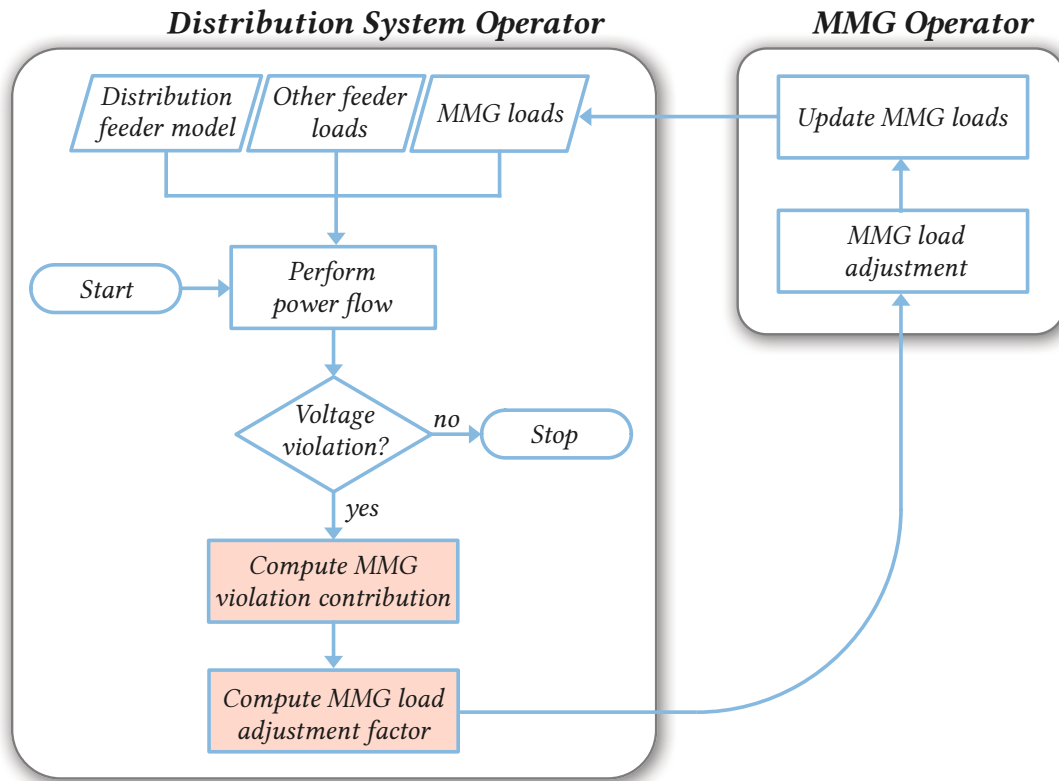 Distribution System Operator
MMG Operator
Distribution
feeder model
Other feeder
loads
MMG loads
Update MMG loads
MMG load
adjustment
Start
Perform
power flow
Voltage
violation?
no
Stop
yes
Compute MMG
violation contribution
Compute MMG load
adjustment factor